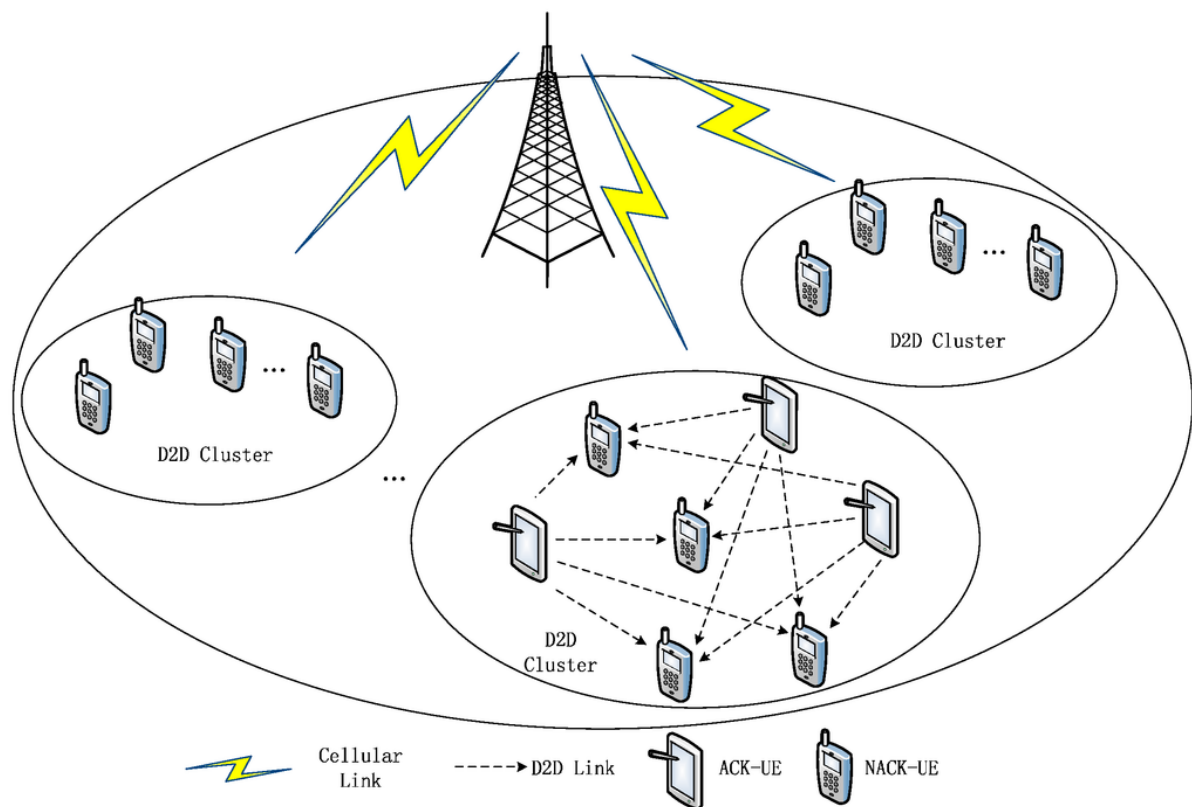 D2D Cluster
...
D2D Cluster
...
...
D2D
Cluster
Cellular
Link
D2D Link
ACK-UE
NACK-UE